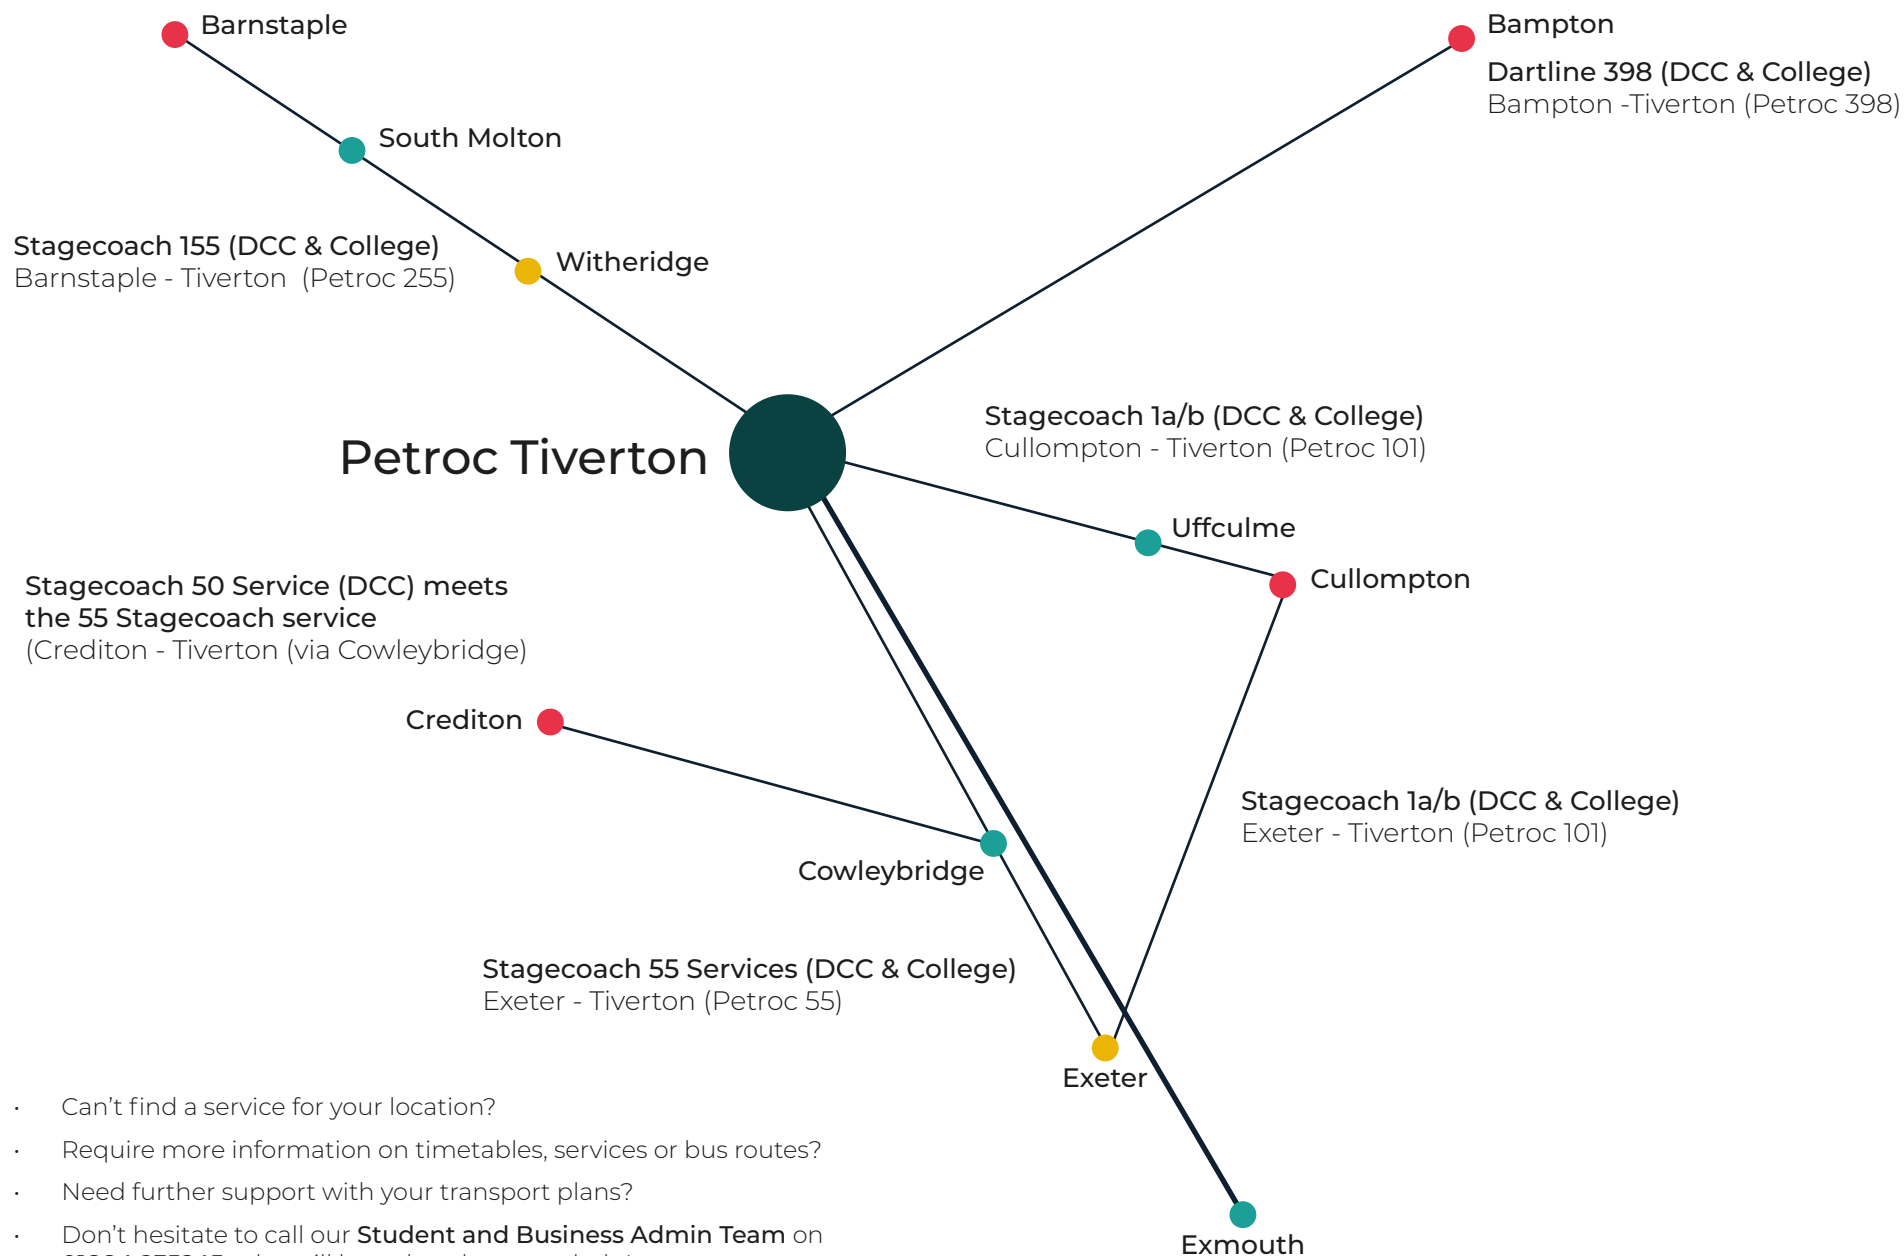 Barnstaple
Bampton
Dartline 398 (DCC & College)
Bampton -Tiverton (Petroc 398)
South Molton
Stagecoach 155 (DCC & College)
Barnstaple - Tiverton (Petroc 255)
Witheridge
Stagecoach 1a/b (DCC & College)
Cullompton - Tiverton (Petroc 101)
Petroc Tiverton
Uffculme
Cullompton
Stagecoach 50 Service (DCC) meets
the 55 Stagecoach service
(Crediton - Tiverton (via Cowleybridge)
Crediton
Stagecoach 1a/b (DCC & College)
Exeter - Tiverton (Petroc 101)
Cowleybridge
Stagecoach 55 Services (DCC & College)
Exeter - Tiverton (Petroc 55)
Exeter
• Can’t find a service for your location?
• Require more information on timetables, services or bus routes?
• Need further support with your transport plans?
• Don’t hesitate to call our Student and Business Admin Team on
Exmouth